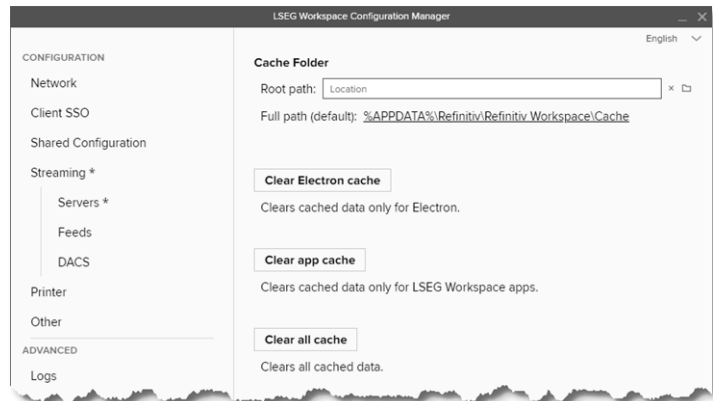 LSEG Workspace Configuration Manager
English
CONFIGURATION
Network
Client SSO
Shared Configuration
Streaming *
Servers *
Feeds
DACS
Printer
Other
ADVANCED
Logs
Cache Folder
Root path: Location
Full path (default): %APPDATA%\Refinitiv\Refinitiv Workspace\Cache
Clear Electron cache
Clears cached data only for Electron.
Clear app cache
Clears cached data only for LSEG Workspace apps.
Clear all cache
Clears all cached data.